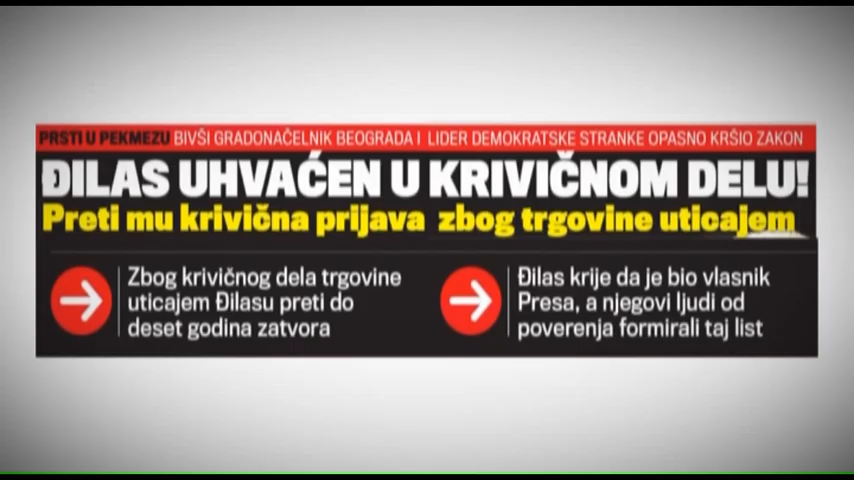 PRSTI U PEKMEZU BIVŠI GRADONAČELNIK BEOGRADA I LIDER DEMOKRATSKE STRANKE OPASNO KRŠIO ZAKON
ĐILAS UHVAĆEN U KRIVIČNOM DELU!
Preti mu krivična prijava zbog trgovine uticajem
Zbog krivičnog dela trgovine
uticajem Đilasu preti do
deset godina zatvora
Đilas krije da je bio vlasnik
Presa, a njegovi ljudi od
poverenja formirali taj list